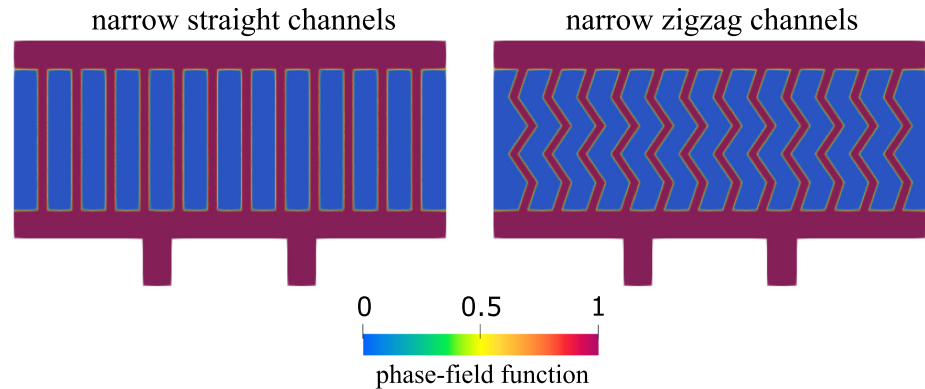 narrow straight channels
narrow zigzag channels
0 0.5 1
phase-field function